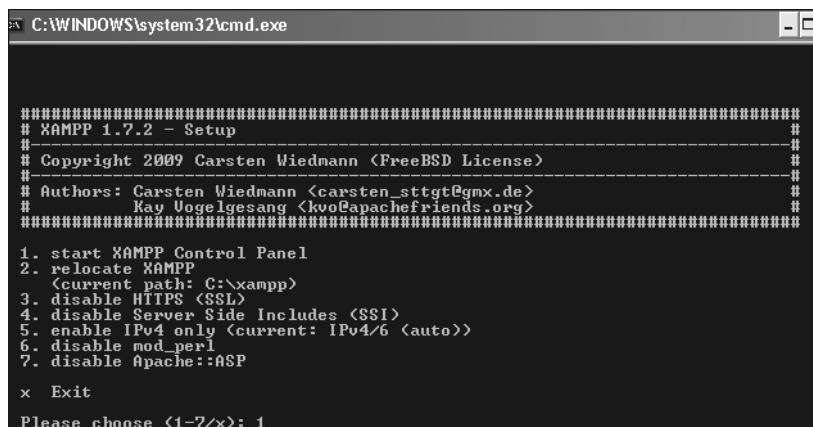 C:\WINDOWS\system32\cmd.exe
###########################################################################
# XAMPP 1.7.2 - Setup #
#-------------------------------------------------------------------------#
# Copyright 2009 Carsten Wiedmann (FreeBSD License) #
#-------------------------------------------------------------------------#
# Authors: Carsten Wiedmann <carsten_sttgt@gmx.de> #
# Kay Vogelgesang <kvo@apachefriends.org> #
###########################################################################
1. start XAMPP Control Panel
2. relocate XAMPP
(current path: C:\xampp)
3. disable HTTPS (SSL)
4. disable Server Side Includes (SSI)
5. enable IPv4 only (current: IPv4/6 (auto))
6. disable mod_perl
7. disable Apache::ASP
x Exit
Please choose (1-7/x): 1